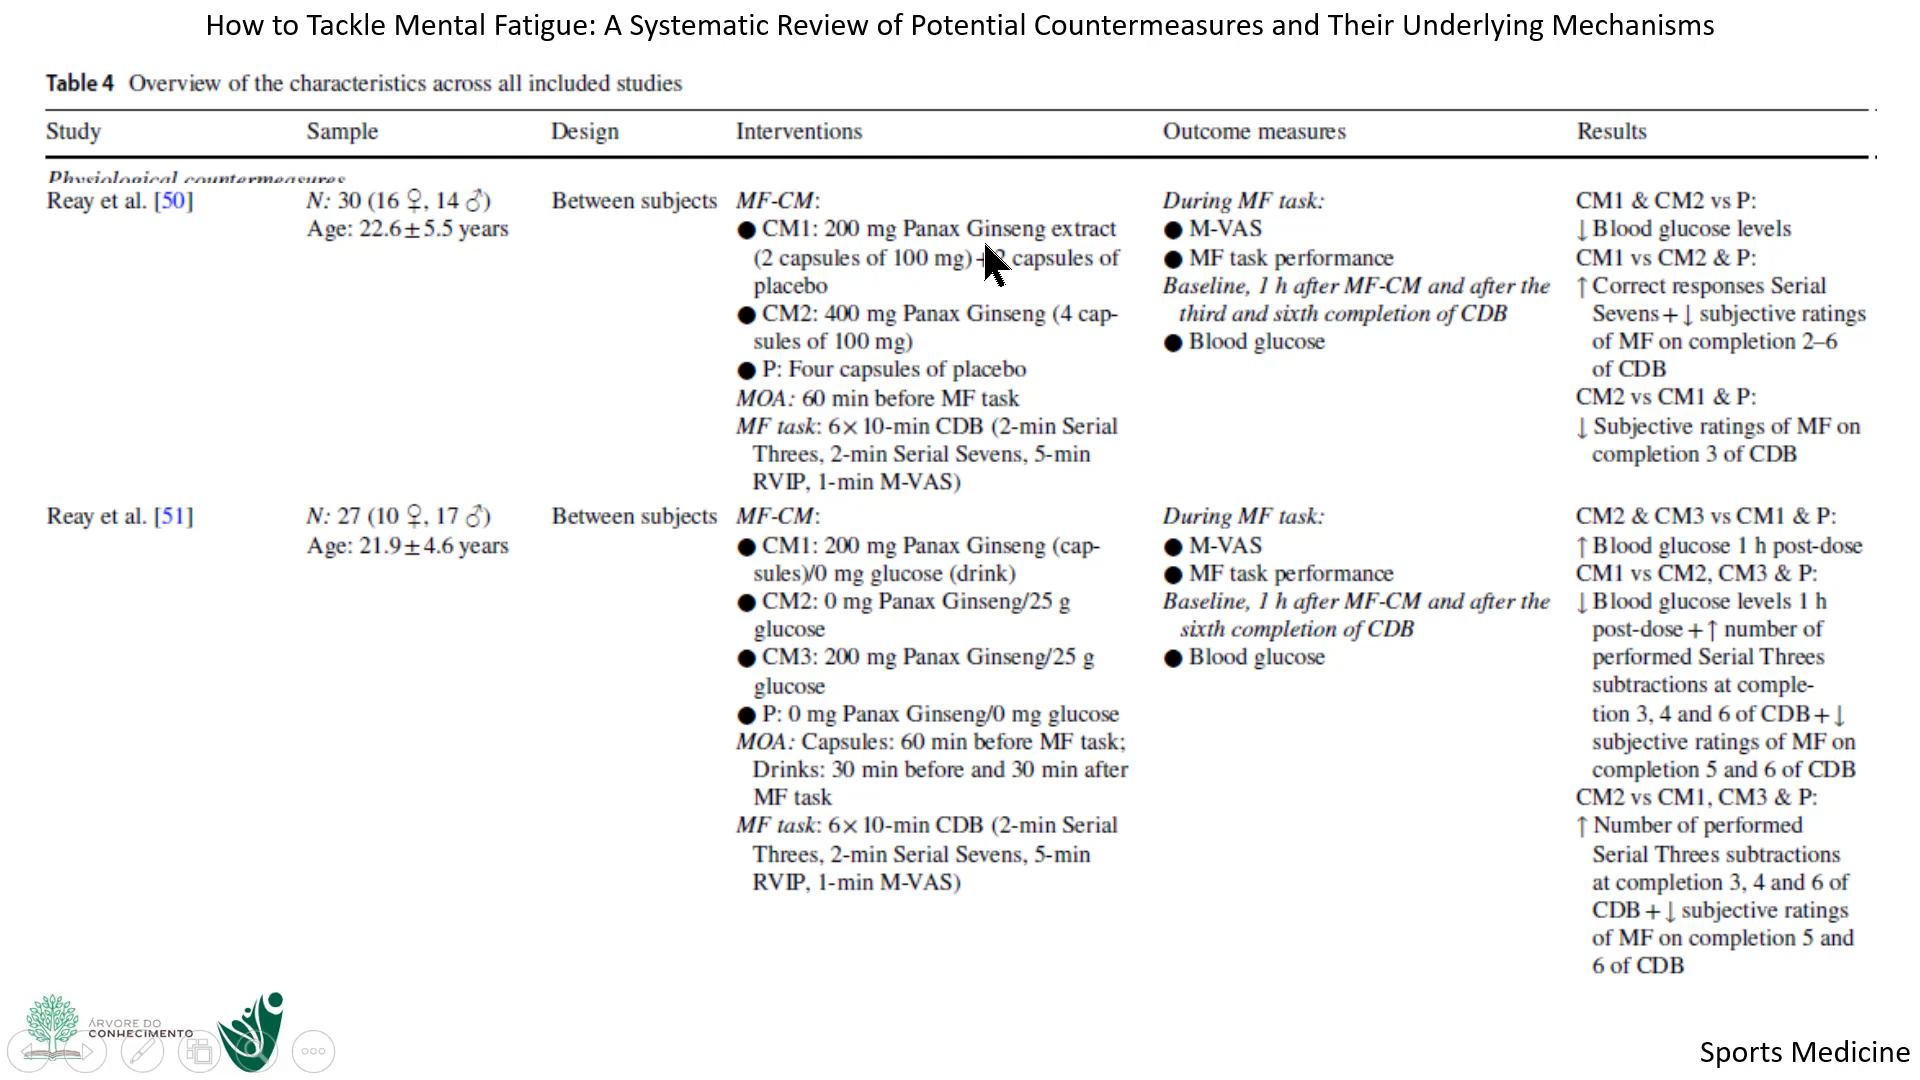 How to Tackle Mental Fatigue: A Systematic Review of Potential Countermeasures and Their Underlying Mechanisms
Table 4 Overview of the characteristics across all included studies
Study Sample Design Interventions Outcome measures Results
Physiological countermeasures
Reay et al. [50]
N: 30 (16 ♀, 14 ♂)
Age: 22.6±5.5 years
Between subjects
MF-CM:
● CM1: 200 mg Panax Ginseng extract
(2 capsules of 100 mg) + 2 capsules of
placebo
● CM2: 400 mg Panax Ginseng (4 cap-
sules of 100 mg)
● P: Four capsules of placebo
MOA: 60 min before MF task
MF task: 6× 10-min CDB (2-min Serial
Threes, 2-min Serial Sevens, 5-min
RVIP, 1-min M-VAS)
During MF task:
● M-VAS
● MF task performance
Baseline, 1 h after MF-CM and after the
third and sixth completion of CDB
● Blood glucose
CM1 & CM2 vs P:
↓ Blood glucose levels
CM1 vs CM2 & P:
↑ Correct responses Serial
Sevens + ↓ subjective ratings
of MF on completion 2–6
of CDB
CM2 vs CM1 & P:
↓ Subjective ratings of MF on
completion 3 of CDB
Reay et al. [51]
N: 27 (10 ♀, 17 ♂)
Age: 21.9±4.6 years
Between subjects
MF-CM:
● CM1: 200 mg Panax Ginseng (cap-
sules)/0 mg glucose (drink)
● CM2: 0 mg Panax Ginseng/25 g
glucose
● CM3: 200 mg Panax Ginseng/25 g
glucose
● P: 0 mg Panax Ginseng/0 mg glucose
MOA: Capsules: 60 min before MF task;
Drinks: 30 min before and 30 min after
MF task
MF task: 6× 10-min CDB (2-min Serial
Threes, 2-min Serial Sevens, 5-min
RVIP, 1-min M-VAS)
During MF task:
● M-VAS
● MF task performance
Baseline, 1 h after MF-CM and after the
sixth completion of CDB
● Blood glucose
CM2 & CM3 vs CM1 & P:
↑ Blood glucose 1 h post-dose
CM1 vs CM2, CM3 & P:
↓ Blood glucose levels 1 h
post-dose + ↑ number of
performed Serial Threes
subtractions at comple-
tion 3, 4 and 6 of CDB + ↓
subjective ratings of MF on
completion 5 and 6 of CDB
CM2 vs CM1, CM3 & P:
↑ Number of performed
Serial Threes subtractions
at completion 3, 4 and 6 of
CDB + ↓ subjective ratings
of MF on completion 5 and
6 of CDB
ÁRVORE DO
CONHECIMENTO
Sports Medicine